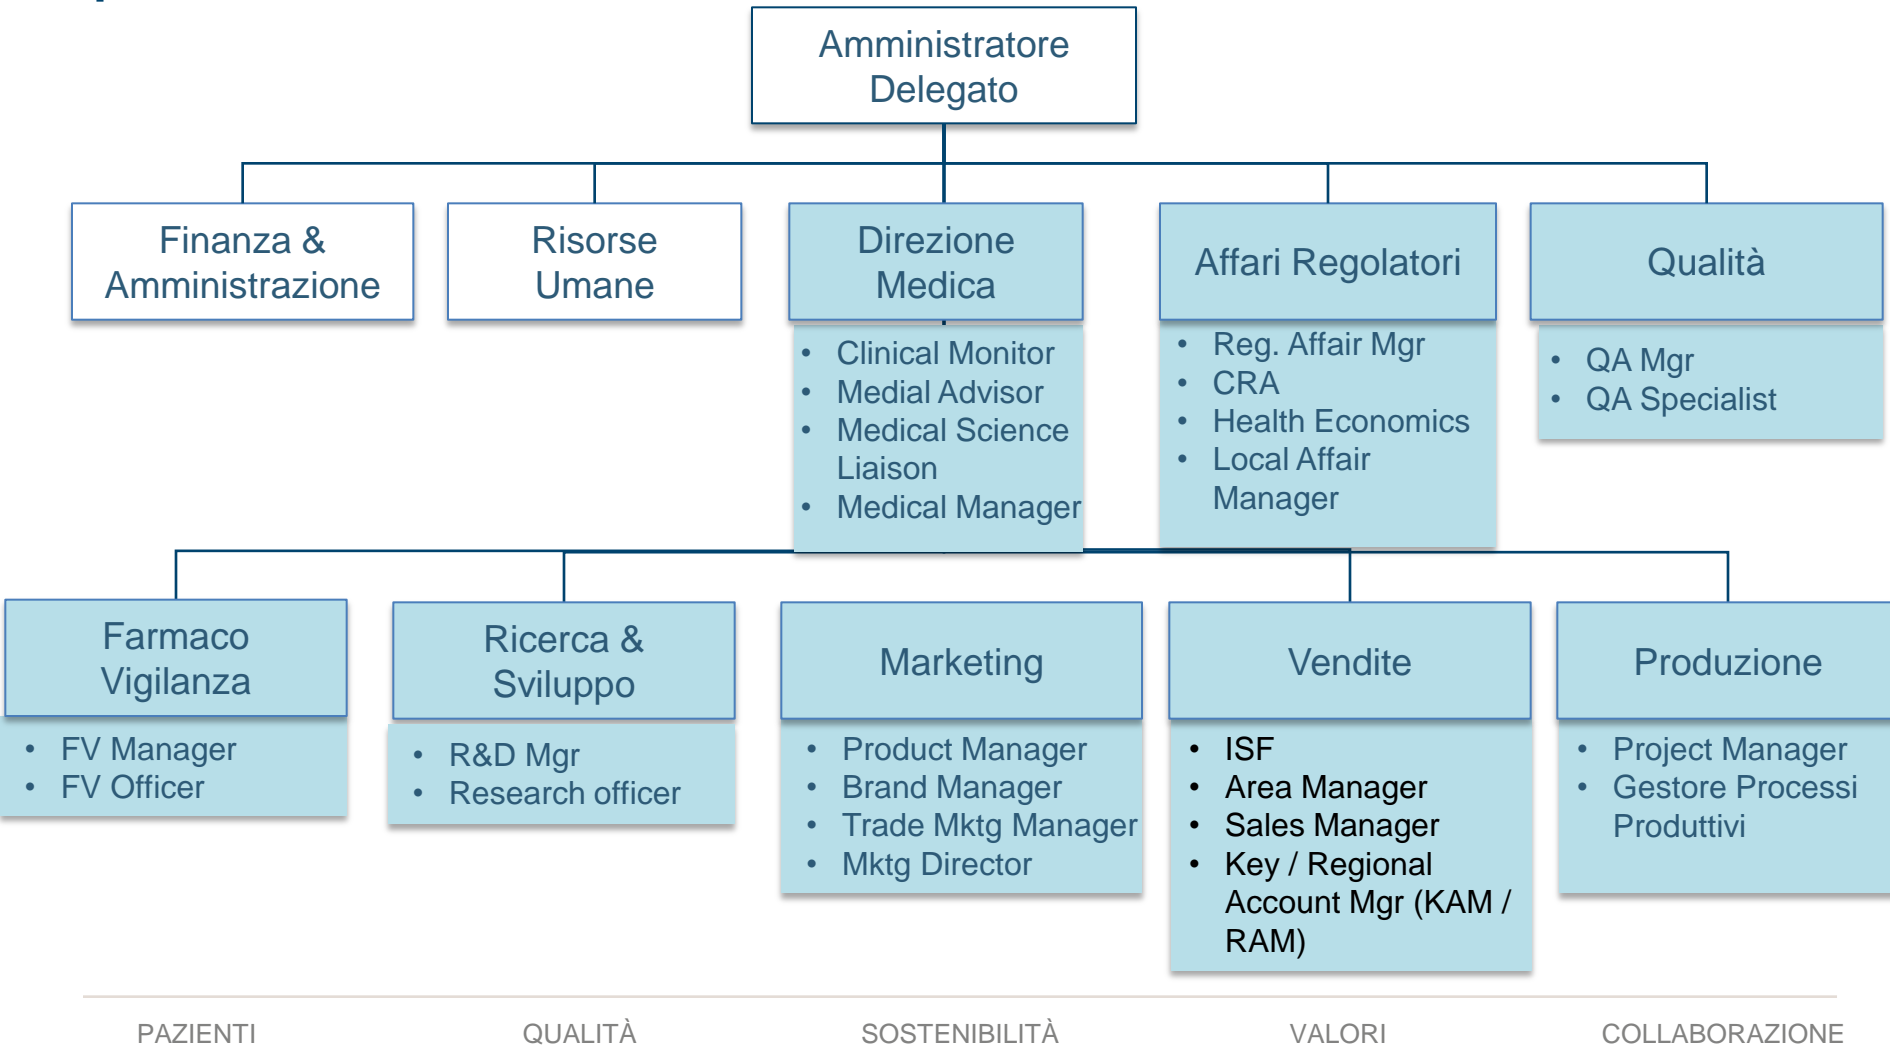 Amministratore
Delegato
Finanza &
Amministrazione
Risorse
Umane
Direzione
Medica
Affari Regolatori
Qualità
• Clinical Monitor
• Medial Advisor
• Medical Science
Liaison
• Medical Manager
• Reg. Affair Mgr
• CRA
• Health Economics
• Local Affair
Manager
• QA Mgr
• QA Specialist
Farmaco
Vigilanza
Ricerca &
Sviluppo
Marketing
Vendite
Produzione
• FV Manager
• FV Officer
• R&D Mgr
• Research officer
• Product Manager
• Brand Manager
• Trade Mktg Manager
• Mktg Director
• ISF
• Area Manager
• Sales Manager
• Key / Regional
Account Mgr (KAM /
RAM)
• Project Manager
• Gestore Processi
Produttivi
PAZIENTI
QUALITÀ
SOSTENIBILITÀ
VALORI
COLLABORAZIONE